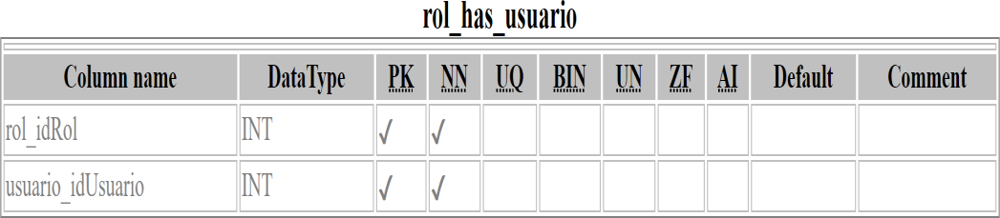 rol_has_usuario
Column name DataType PK NN UQ BIN UN ZF AI Default Comment
rol_idRol INT √ √
usuario_idUsuario INT √ √